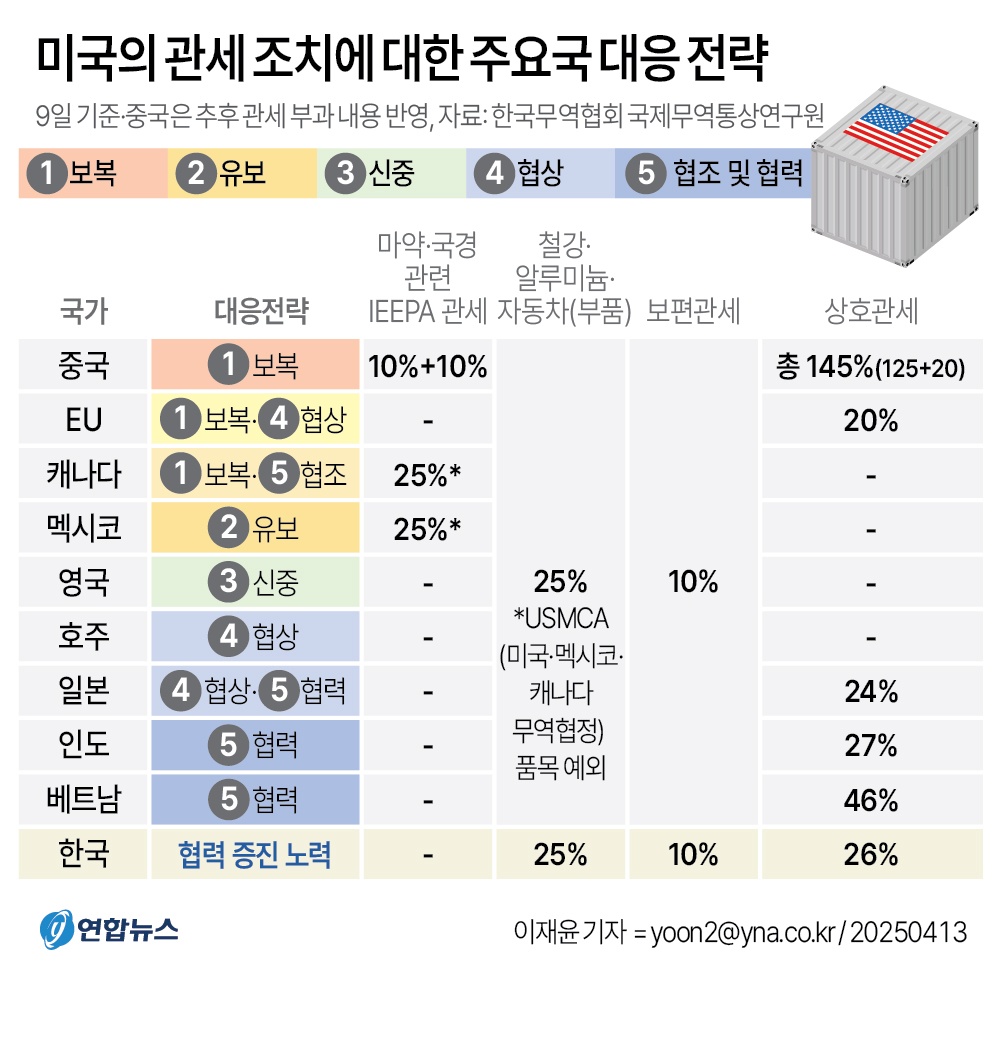 미국의 관세 조치에 대한 주요국 대응 전략
9일 기준·중국은 추후 관세 부과 내용 반영, 자료: 한국무역협회 국제무역통상연구원
1 보복 2 유보 3 신중 4 협상 5 협조 및 협력
국가 대응전략 마약·국경 관련 IEEPA 관세 철강·알루미늄·자동차(부품) 보편관세 상호관세
중국 1 보복 10%+10% 총 145%(125+20)
EU 1 보복·4 협상 - 20%
캐나다 1 보복·5 협조 25%* -
멕시코 2 유보 25%* -
영국 3 신중 - 25% 10% -
*USMCA
(미국·멕시코·
캐나다
무역협정)
품목 예외
호주 4 협상 - -
일본 4 협상·5 협력 - 24%
인도 5 협력 - 27%
베트남 5 협력 - 46%
한국 협력 증진 노력 - 25% 10% 26%
연합뉴스
이재윤 기자 = yoon2@yna.co.kr / 20250413